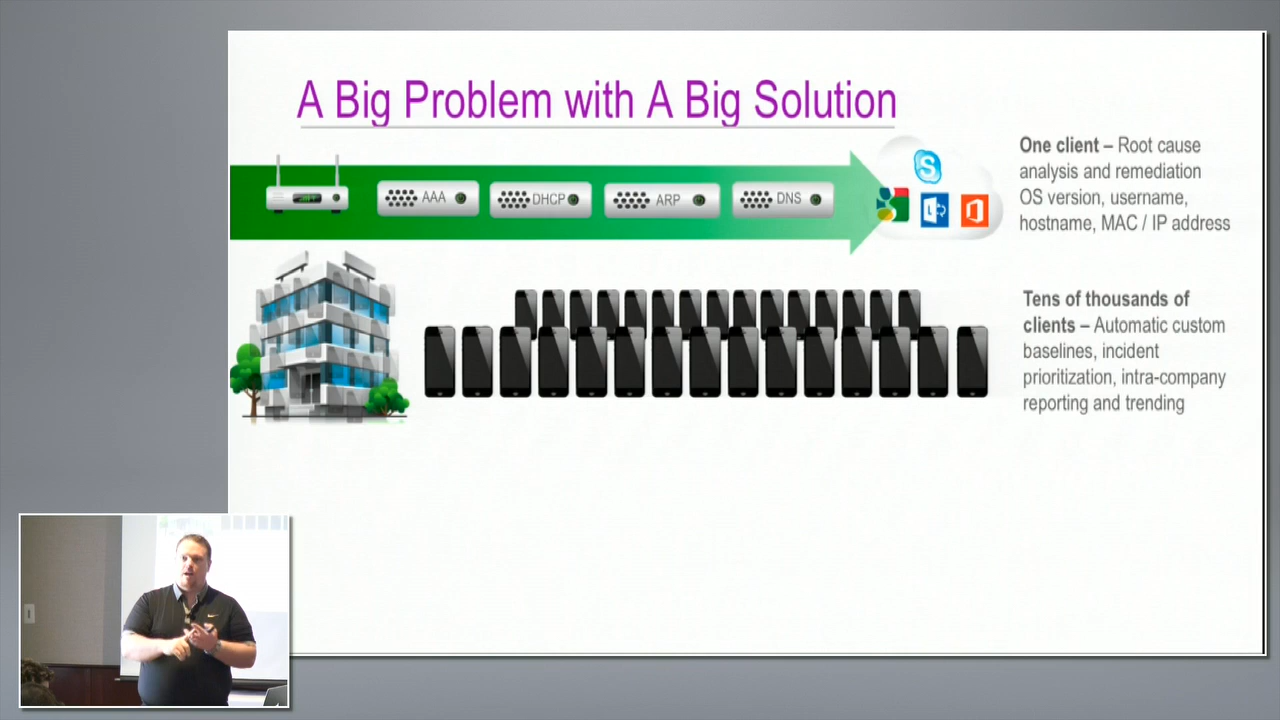 A Big Problem with A Big Solution
AAA
DHCP
ARP
DNS
S
One client – Root cause
analysis and remediation
OS version, username,
hostname, MAC / IP address
Tens of thousands of
clients – Automatic custom
baselines, incident
prioritization, intra-company
reporting and trending